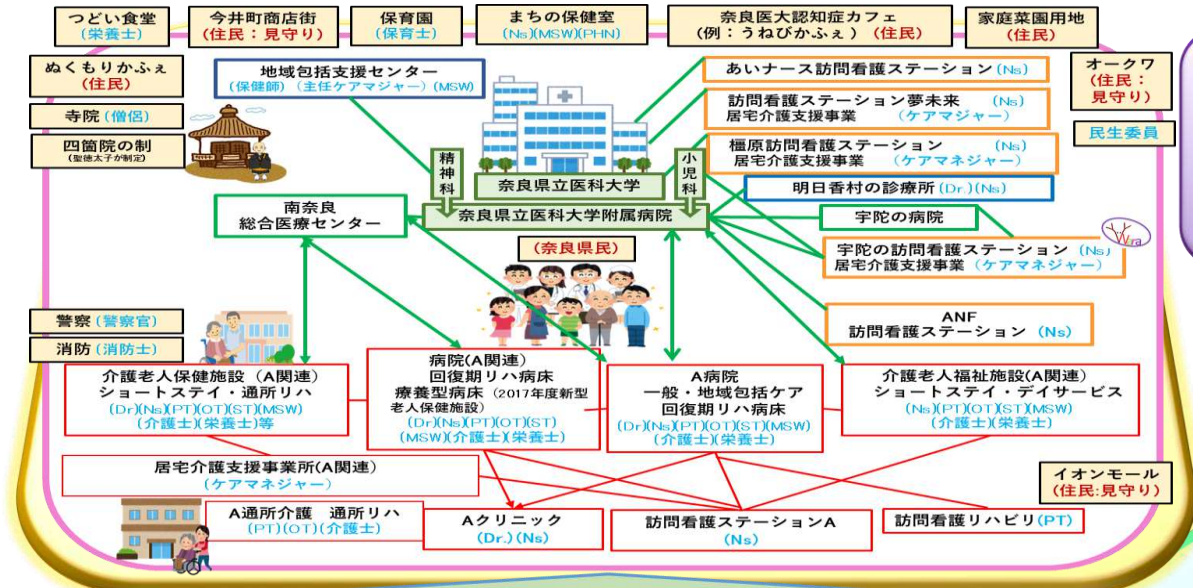 つどい食堂
(栄養士)
今井町商店街
(住民：見守り)
保育園
(保育士)
まちの保健室
(Ns)(MSW)(PHN)
奈良医大認知症カフェ
(例：うねびかふぇ) (住民)
家庭菜園用地
(住民)
ぬくもりかふぇ
(住民)
寺院(僧侶)
四箇院の制
(聖徳太子が制定)
地域包括支援センター
(保健師) (主任ケアマジャー) (MSW)
あいナース訪問看護ステーション(Ns)
訪問看護ステーション夢未来 (Ns)
居宅介護支援事業 (ケアマジャー)
橿原訪問看護ステーション (Ns)
居宅介護支援事業 (ケアマネジャー)
オークワ
(住民：
見守り)
民生委員
精神科
小児科
奈良県立医科大学
明日香村の診療所(Dr.)(Ns)
南奈良
総合医療センター
奈良県立医科大学附属病院
宇陀の病院
(奈良県民)
宇陀の訪問看護ステーション (Ns)
居宅介護支援事業 (ケアマネジャー)
警察(警察官)
消防(消防士)
ANF
訪問看護ステーション (Ns)
介護老人保健施設 (A関連)
ショートステイ・通所リハ
(Dr)(Ns)(PT)(OT)(ST)(MSW)
(介護士)(栄養士)等
病院(A関連)
回復期リハ病床
療養型病床 (2017年度新型
老人保健施設)
(Dr)(Ns)(PT)(OT)(ST)
(MSW)(介護士)(栄養士)
A病院
一般・地域包括ケア
回復期リハ病床
(Dr)(Ns)(PT)(OT)(ST)(MSW)
(介護士)(栄養士)
介護老人福祉施設(A関連)
ショートステイ・デイサービス
(Ns)(PT)(OT)(ST)(MSW)
(介護士)(栄養士)
居宅介護支援事業所(A関連)
(ケアマネジャー)
イオンモール
(住民:見守り)
A通所介護 通所リハ
(PT)(OT)(介護士)
Aクリニック
(Dr.)(Ns)
訪問看護ステーションA
(Ns)
訪問看護リハビリ(PT)